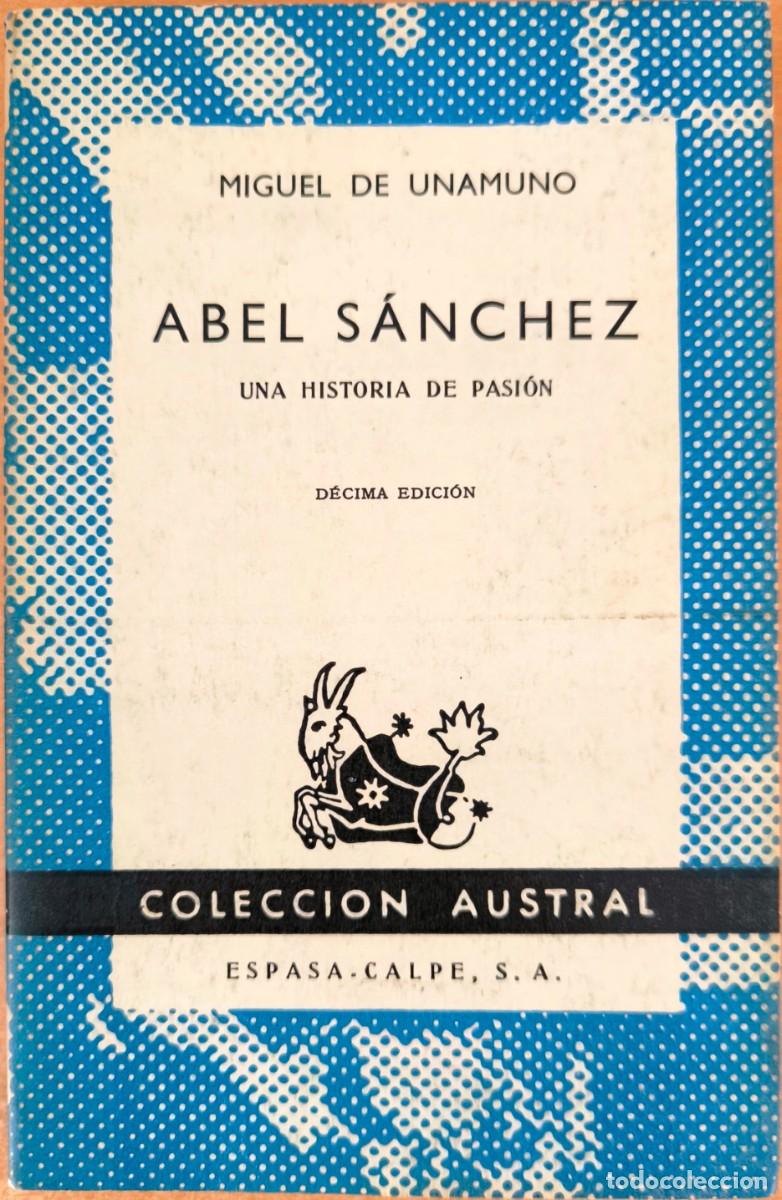 MIGUEL DE UNAMUNO
ABEL SÁNCHEZ
UNA HISTORIA DE PASIÓN
DÉCIMA EDICIÓN
COLECCION AUSTRAL
ESPASA-CALPE, S. A.
todocoleccion